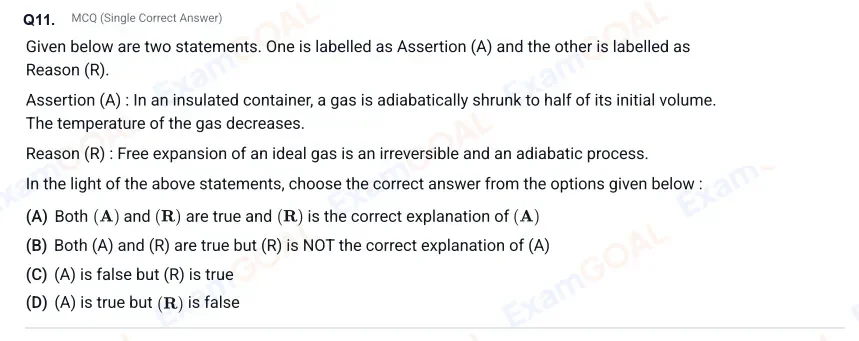 Q11. MCQ (Single Correct Answer)
Given below are two statements. One is labelled as Assertion (A) and the other is labelled as
Reason (R).
Assertion (A) : In an insulated container, a gas is adiabatically shrunk to half of its initial volume.
The temperature of the gas decreases.
Reason (R) : Free expansion of an ideal gas is an irreversible and an adiabatic process.
In the light of the above statements, choose the correct answer from the options given below :
(A) Both (A) and (R) are true and (R) is the correct explanation of (A)
(B) Both (A) and (R) are true but (R) is NOT the correct explanation of (A)
(C) (A) is false but (R) is true
(D) (A) is true but (R) is false